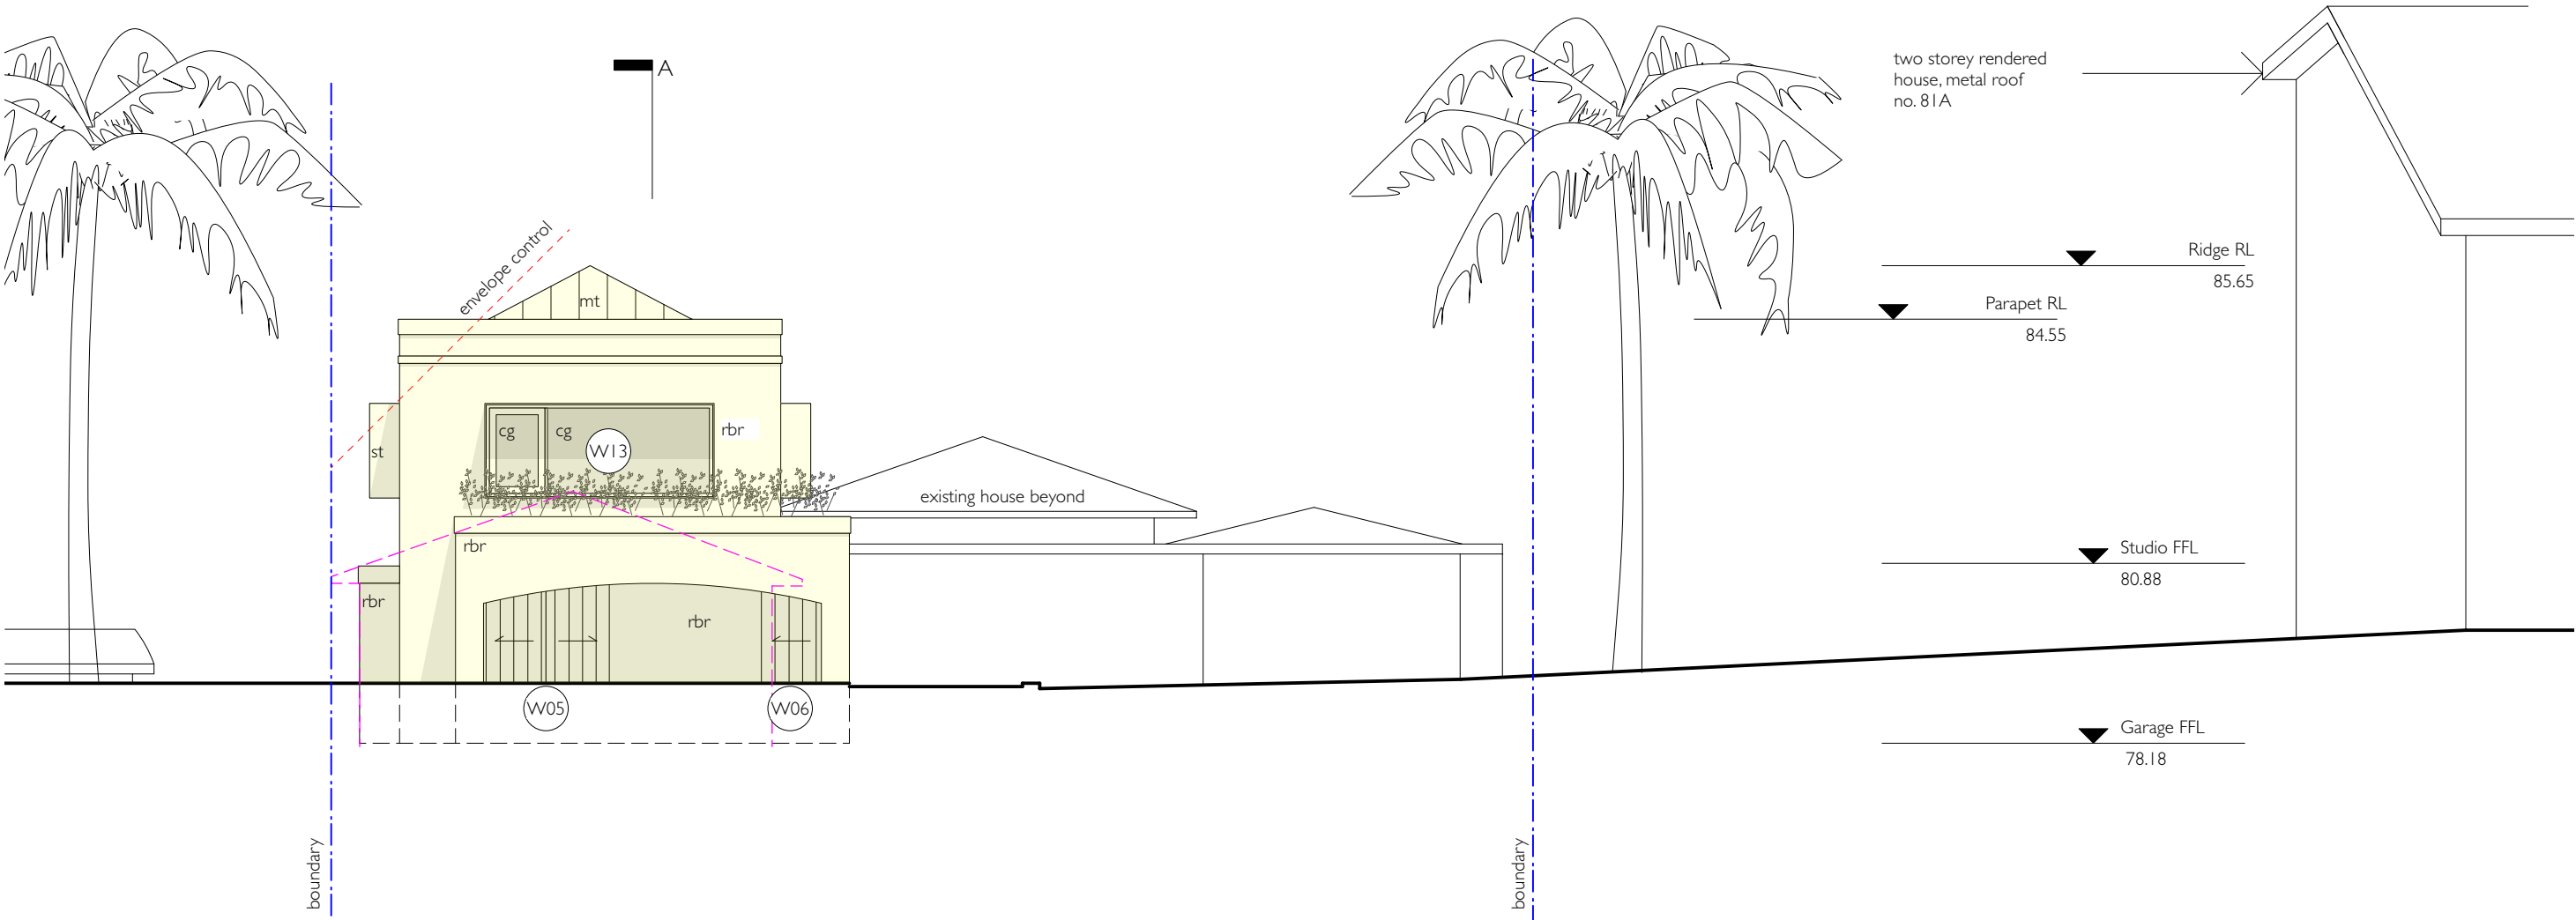 A
two storey rendered
house, metal roof
no. 81A
envelope control
Ridge RL
85.65
mt
Parapet RL
84.55
cg
cg
W13
rbr
st
existing house beyond
rbr
Studio FFL
80.88
rbr
rbr
W05
W06
Garage FFL
78.18
boundary
boundary